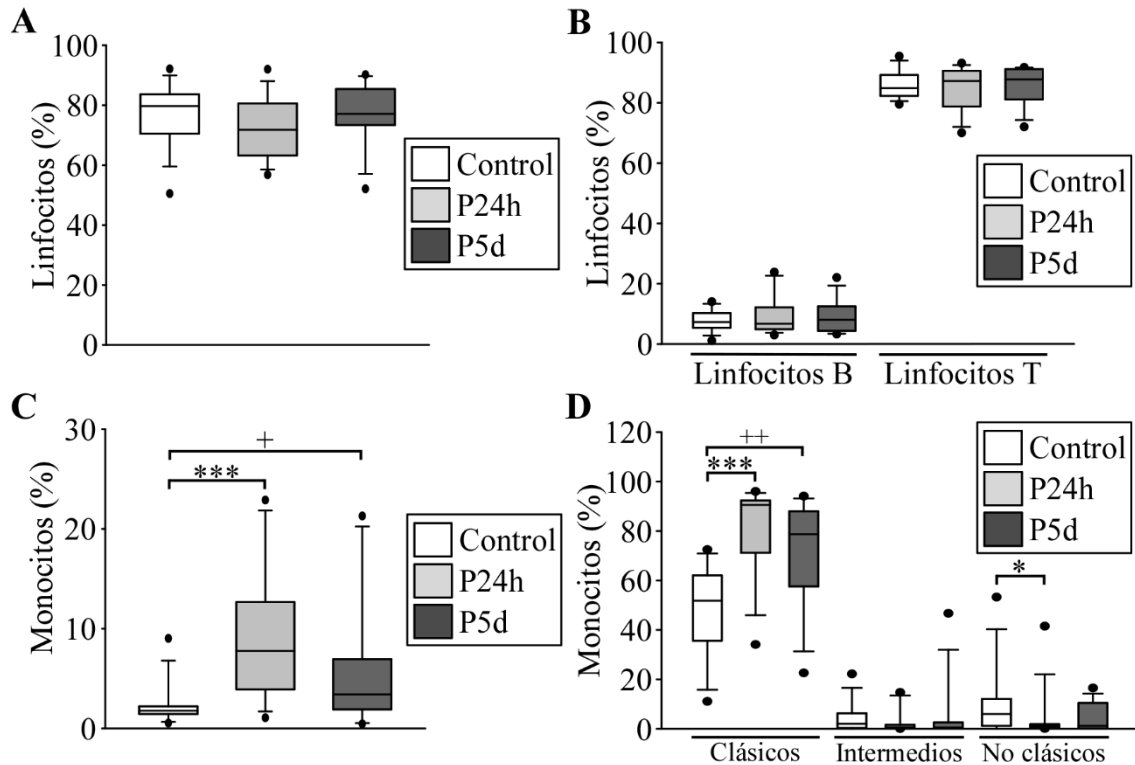 A
Linfocitos (%)
100
80
60
40
20
0
Control
P24h
P5d
B
Linfocitos (%)
100
80
60
40
20
0
Control
P24h
P5d
Linfocitos B
Linfocitos T
C
Monocitos (%)
30
20
10
0
+
***
Control
P24h
P5d
D
Monocitos (%)
120
100
80
60
40
20
0
++
***
*
Control
P24h
P5d
Clásicos
Intermedios
No clásicos